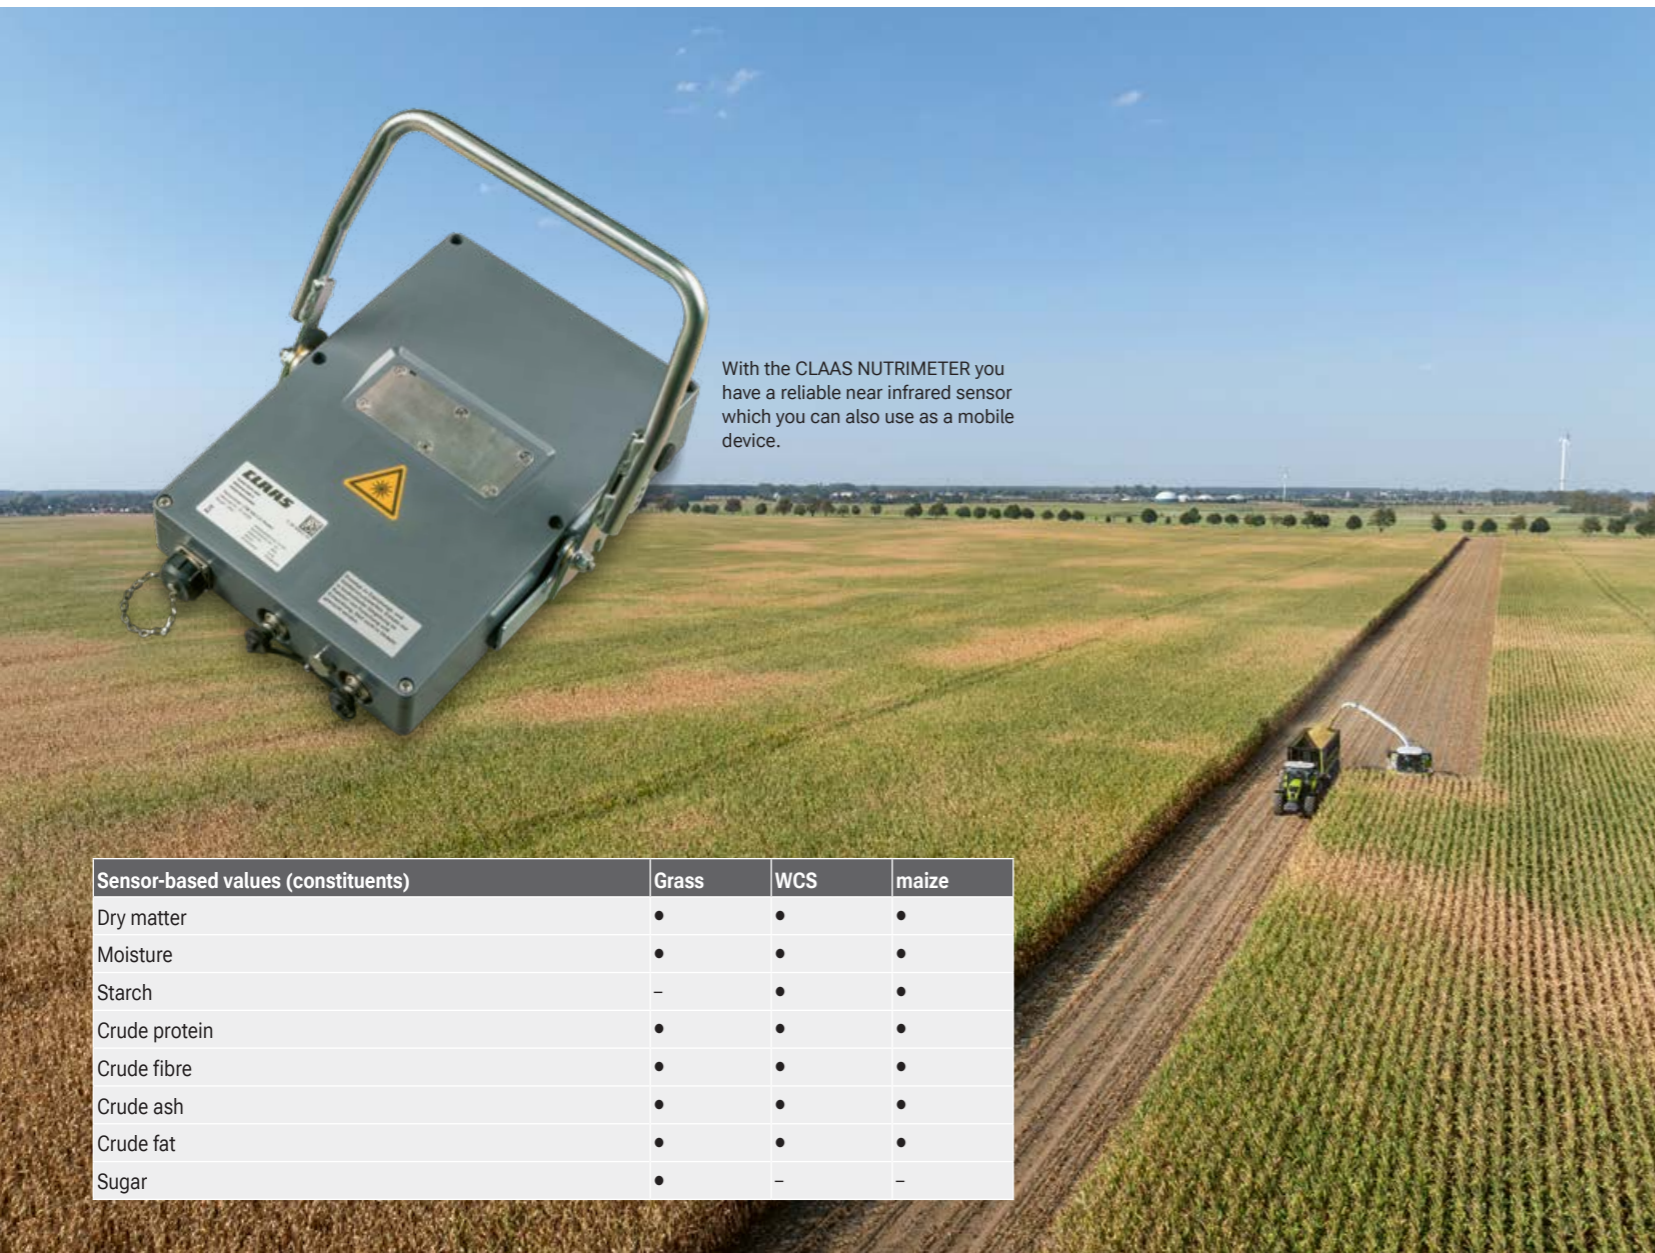 With the CLAAS NUTRIMETER you
have a reliable near infrared sensor
which you can also use as a mobile
device.
CLAAS
Sensor-based values (constituents) Grass WCS maize
Dry matter ● ● ●
Moisture ● ● ●
Starch – ● ●
Crude protein ● ● ●
Crude fibre ● ● ●
Crude ash ● ● ●
Crude fat ● ● ●
Sugar ● – –